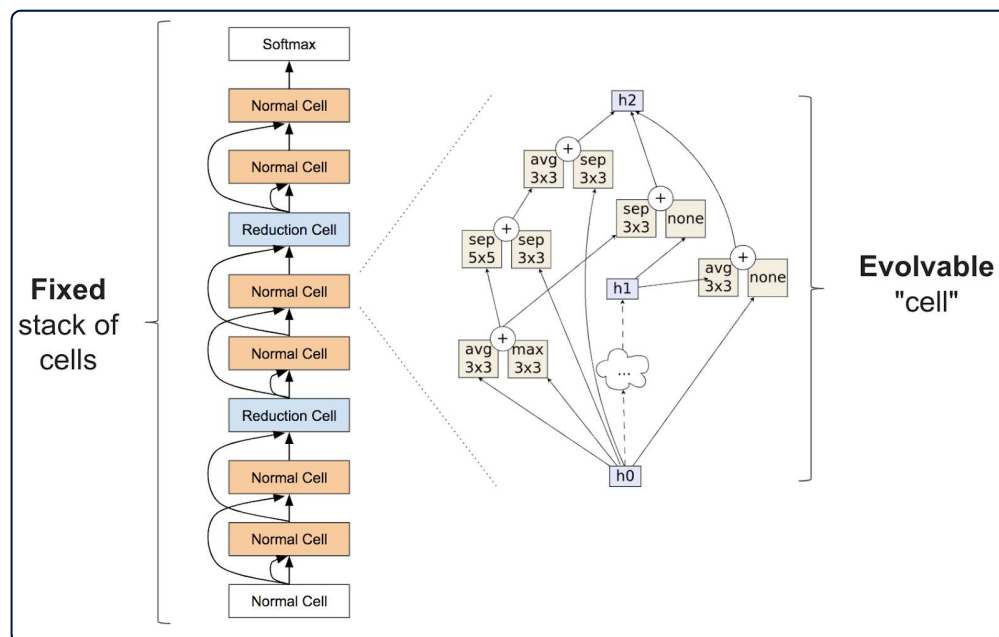 Fixed
stack of
cells
Softmax
Normal Cell
Normal Cell
Reduction Cell
Normal Cell
Normal Cell
Reduction Cell
Normal Cell
Normal Cell
Normal Cell
h2
+
avg
3x3
sep
3x3
+
sep
3x3
none
+
sep
5x5
sep
3x3
+
avg
3x3
none
h1
+
avg
3x3
max
3x3
...
h0
Evolvable
"cell"